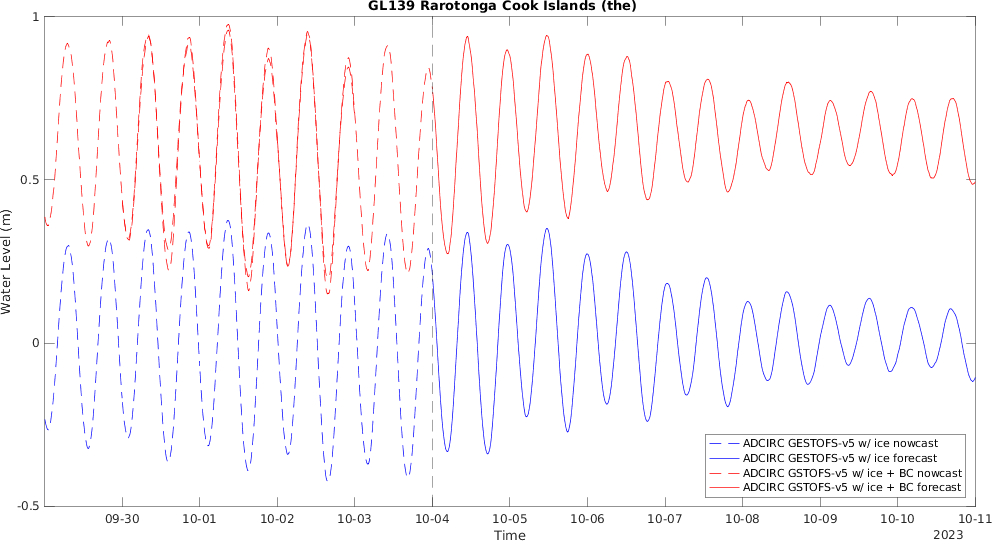 GL139 Rarotonga Cook Islands (the)
1
0.5
0
-0.5
Water Level (m)
ADCIRC GESTOFS-v5 w/ ice nowcast
ADCIRC GESTOFS-v5 w/ ice forecast
ADCIRC GSTOFS-v5 w/ ice + BC nowcast
ADCIRC GSTOFS-v5 w/ ice + BC forecast
09-30 10-01 10-02 10-03 10-04 10-05 10-06 10-07 10-08 10-09 10-10 10-11
Time
2023